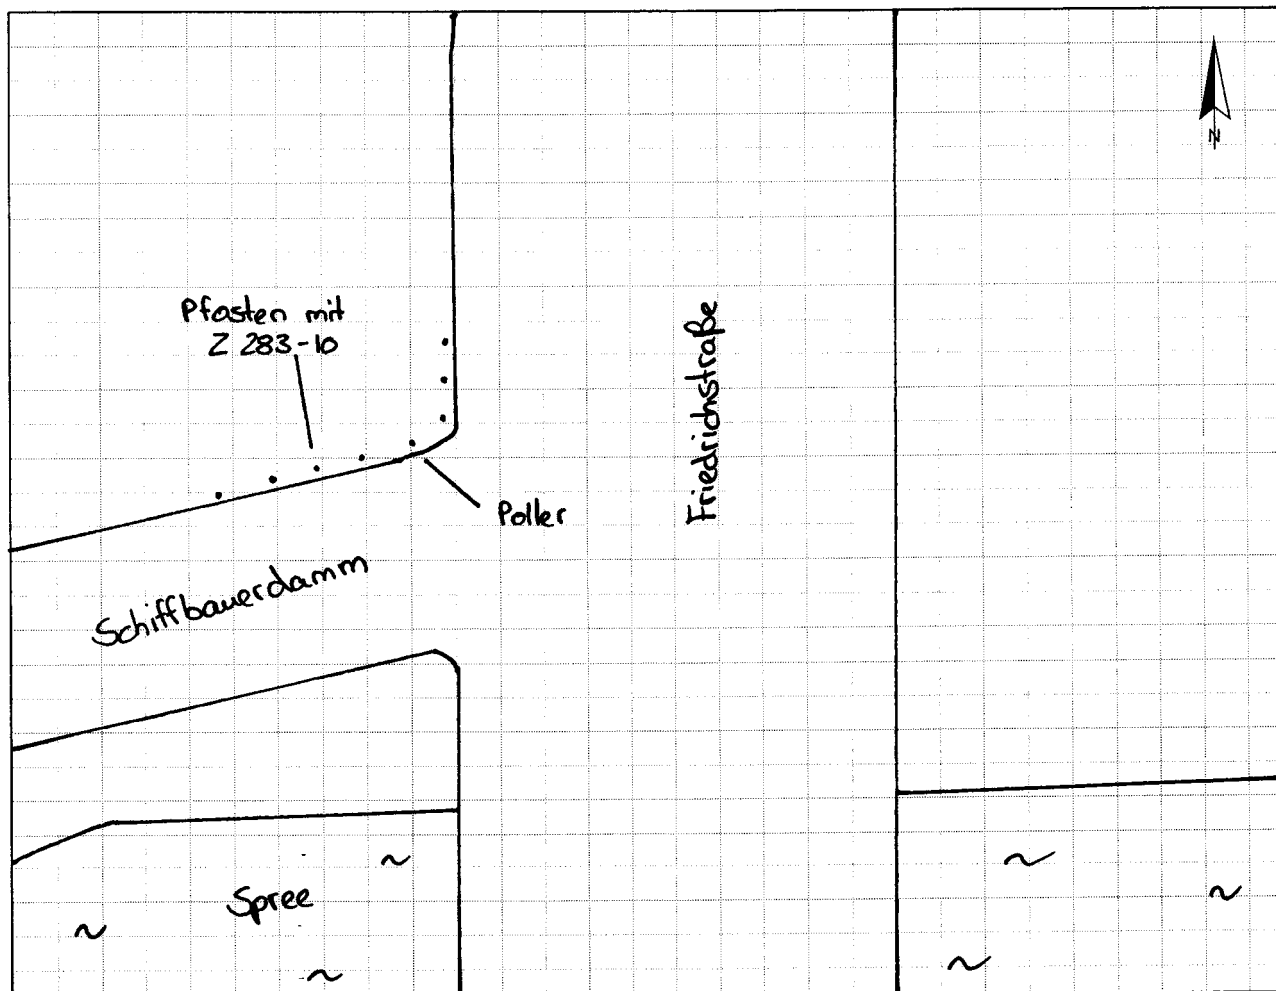 N
Pfosten mit
Z 283-10
Friedrichstraße
Poller
Schiffbauerdamm
Spree